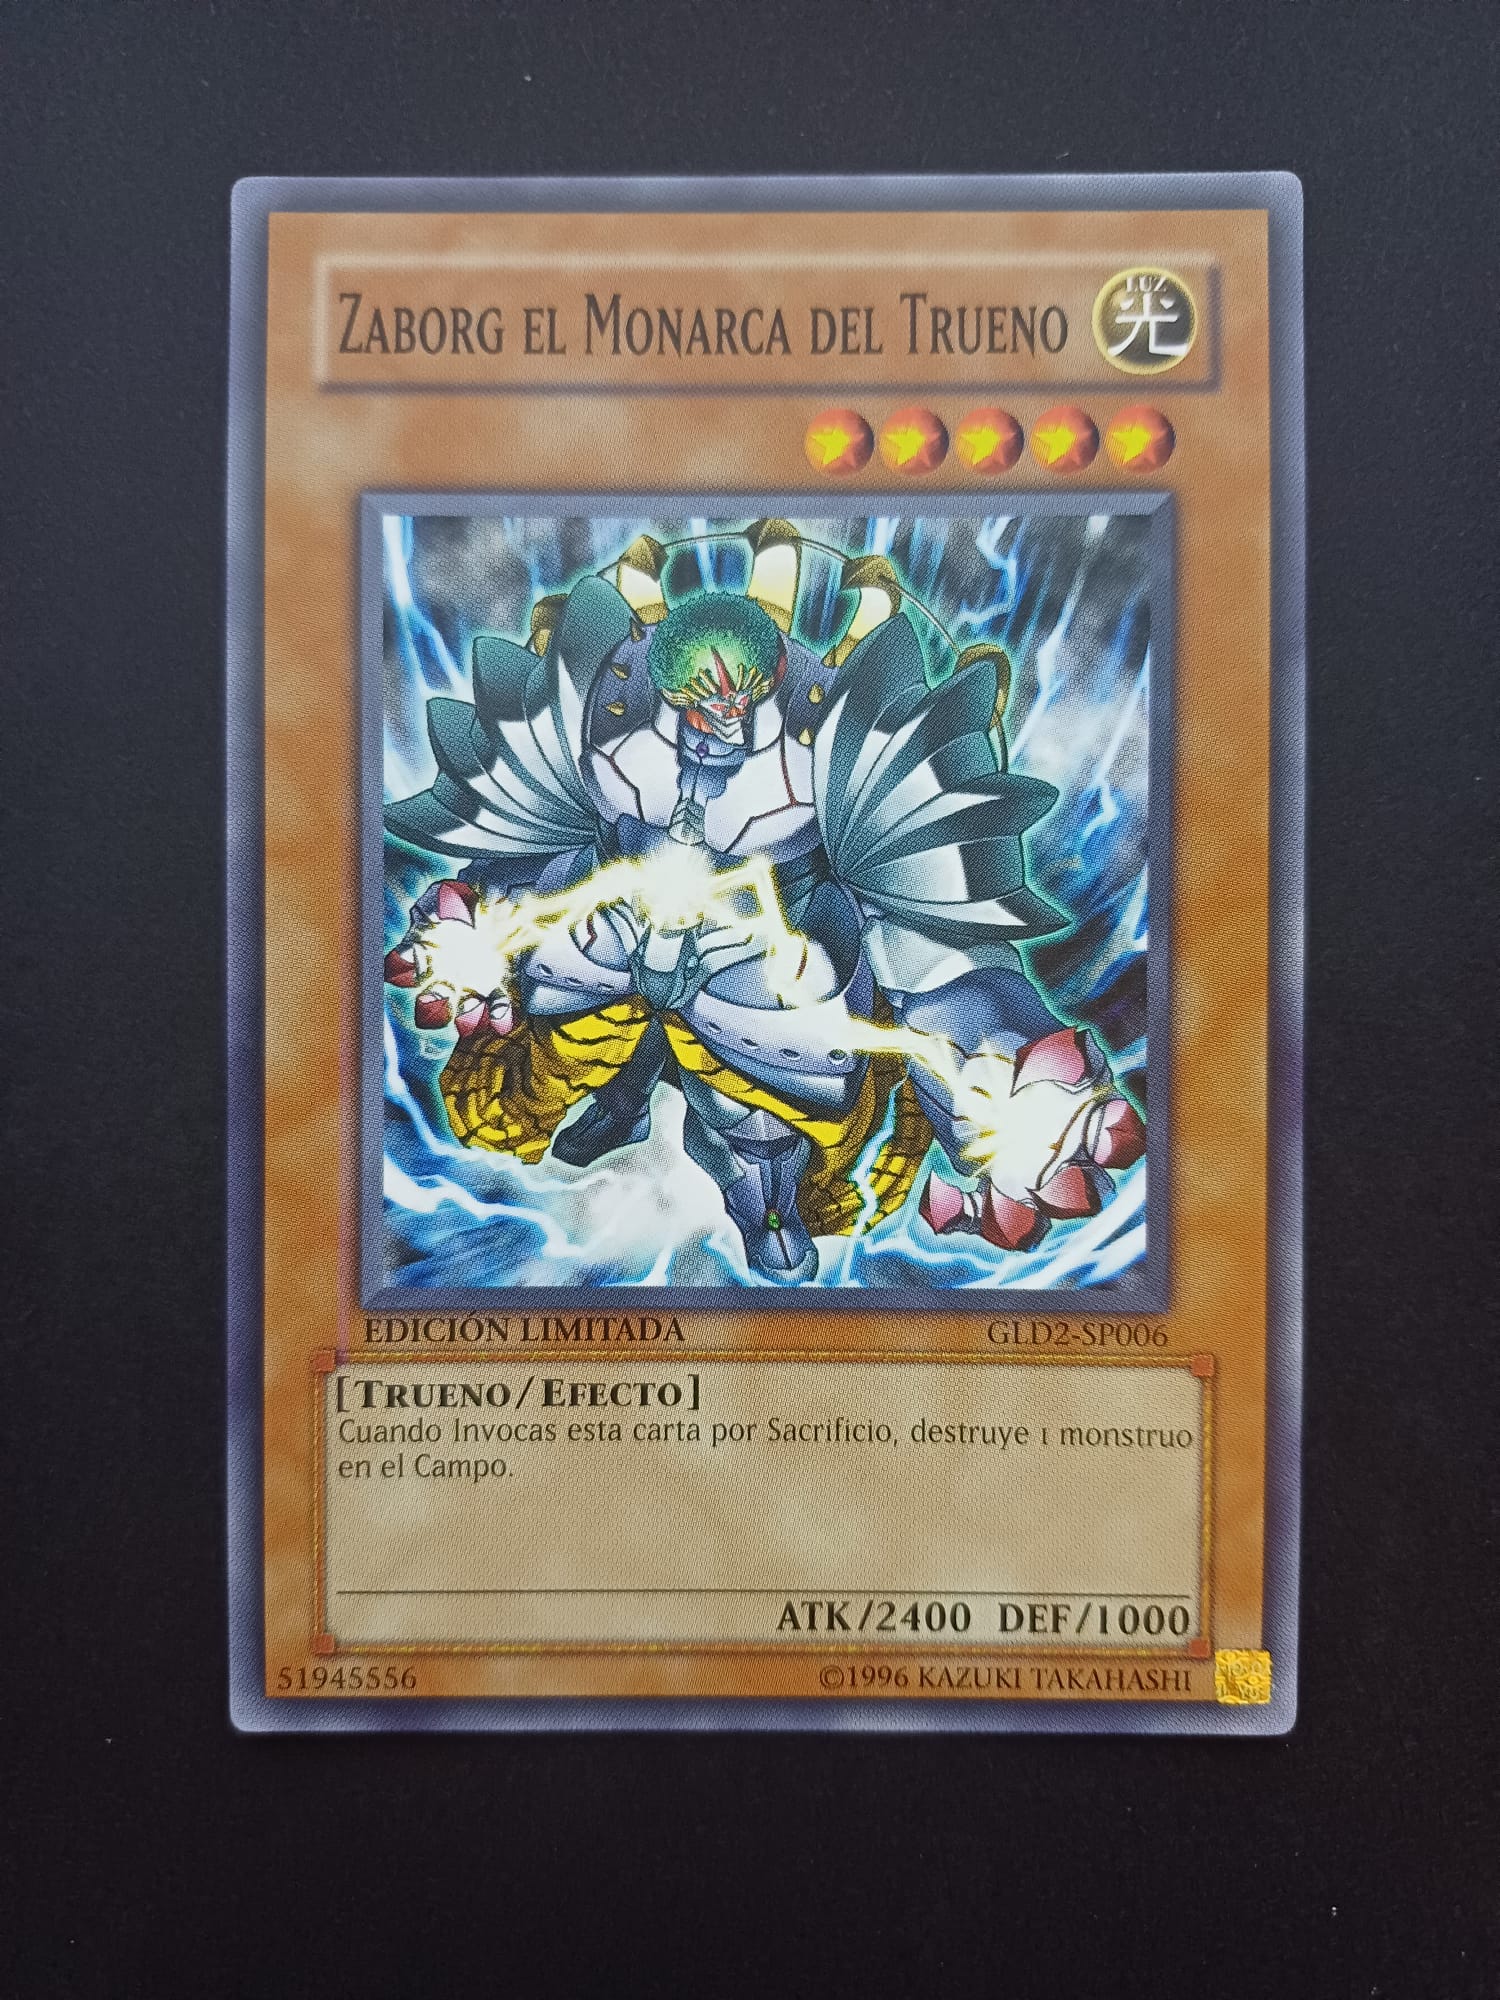 ZABORG EL MONARCA DEL TRUENO
LUZ
光
EDICIÓN LIMITADA
GLD2-SP006
[TRUENO/EFECTO]
Cuando Invocas esta carta por Sacrificio, destruye 1 monstruo
en el Campo.
ATK/2400 DEF/1000
51945556
©1996 KAZUKI TAKAHASHI